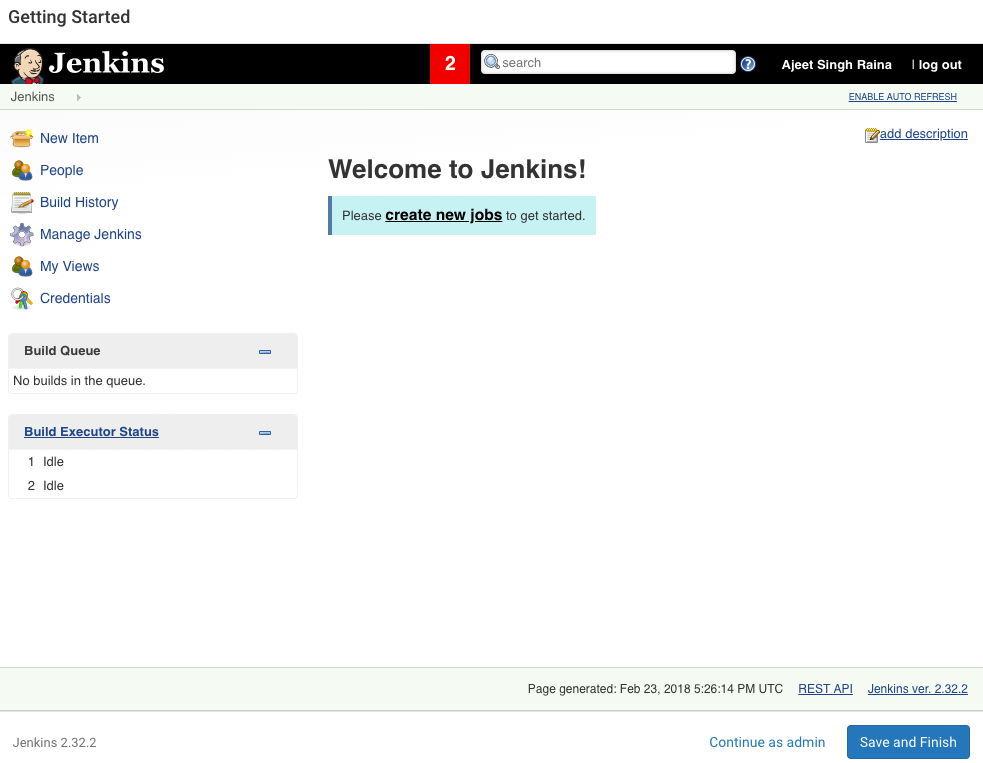 Getting Started
Jenkins
2
search
?
Ajeet Singh Raina
| log out
Jenkins
ENABLE AUTO REFRESH
New Item
People
Build History
Manage Jenkins
My Views
Credentials
add description
Welcome to Jenkins!
Please create new jobs to get started.
Build Queue
No builds in the queue.
Build Executor Status
1 Idle
2 Idle
Page generated: Feb 23, 2018 5:26:14 PM UTC REST API Jenkins ver. 2.32.2
Jenkins 2.32.2
Continue as admin
Save and Finish